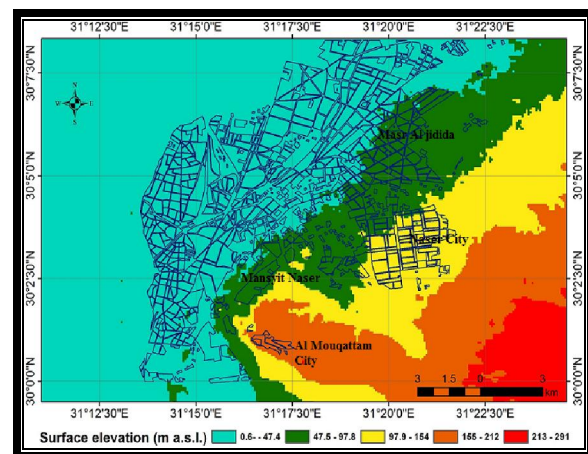 31°12'30"E 31°15'0"E 31°17'30"E 31°20'0"E 31°22'30"E
30°7'30"N 30°7'30"N
N
W E
S
Masr Al jidida
30°5'0"N 30°5'0"N
Naser City
30°2'30"N 30°2'30"N
Mansyit Naser
Al Mouqattam
City
30°0'0"N 30°0'0"N
3 1.5 0 3
km
31°12'30"E 31°15'0"E 31°17'30"E 31°20'0"E 31°22'30"E
Surface elevation (m a.s.l.) 0.6- - 47.4 47.5 - 97.8 97.9 - 154 155 - 212 213 - 291